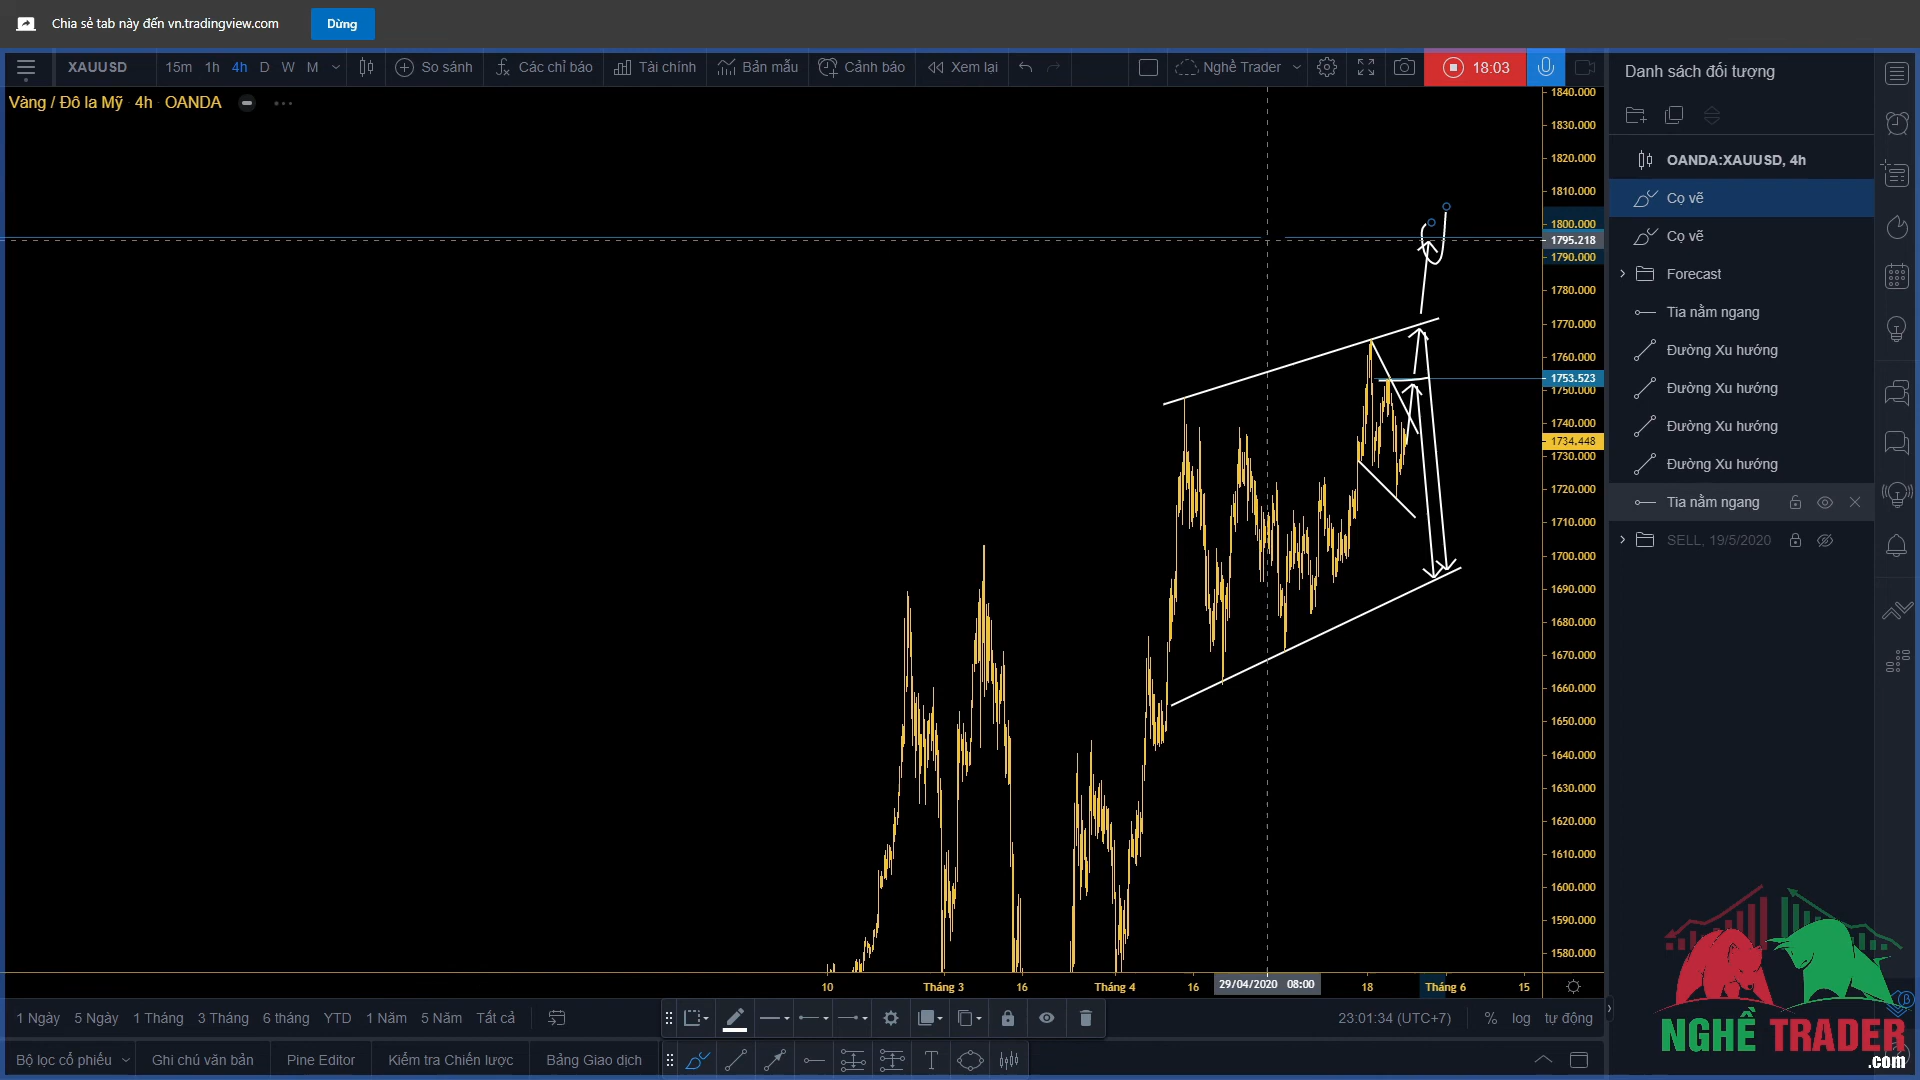 Chia sẻ tab này đến vn.tradingview.com
Dừng
XAUUSD 15m 1h 4h D W M So sánh Các chỉ báo Tài chính Bản mẫu Cảnh báo Xem lại Nghề Trader 18:03
Vàng / Đô la Mỹ 4h OANDA
Danh sách đối tượng
OANDA:XAUUSD, 4h
Cọ vẽ
Cọ vẽ
Forecast
Tia nằm ngang
Đường Xu hướng
Đường Xu hướng
Đường Xu hướng
Đường Xu hướng
Tia nằm ngang
SELL, 19/5/2020
1840.000
1830.000
1820.000
1810.000
1800.000
1795.218
1790.000
1780.000
1770.000
1760.000
1753.523
1750.000
1740.000
1734.448
1730.000
1720.000
1710.000
1700.000
1690.000
1680.000
1670.000
1660.000
1650.000
1640.000
1630.000
1620.000
1610.000
1600.000
1590.000
1580.000
10 Tháng 3 16 Tháng 4 16 29/04/2020 08:00 18 Tháng 6 15
1 Ngày 5 Ngày 1 Tháng 3 Tháng 6 tháng YTD 1 Năm 5 Năm Tất cả
23:01:34 (UTC+7) % log tự động
Bộ lọc cổ phiếu Ghi chú văn bản Pine Editor Kiểm tra Chiến lược Bảng Giao dịch
NGHỀ TRADER
.com